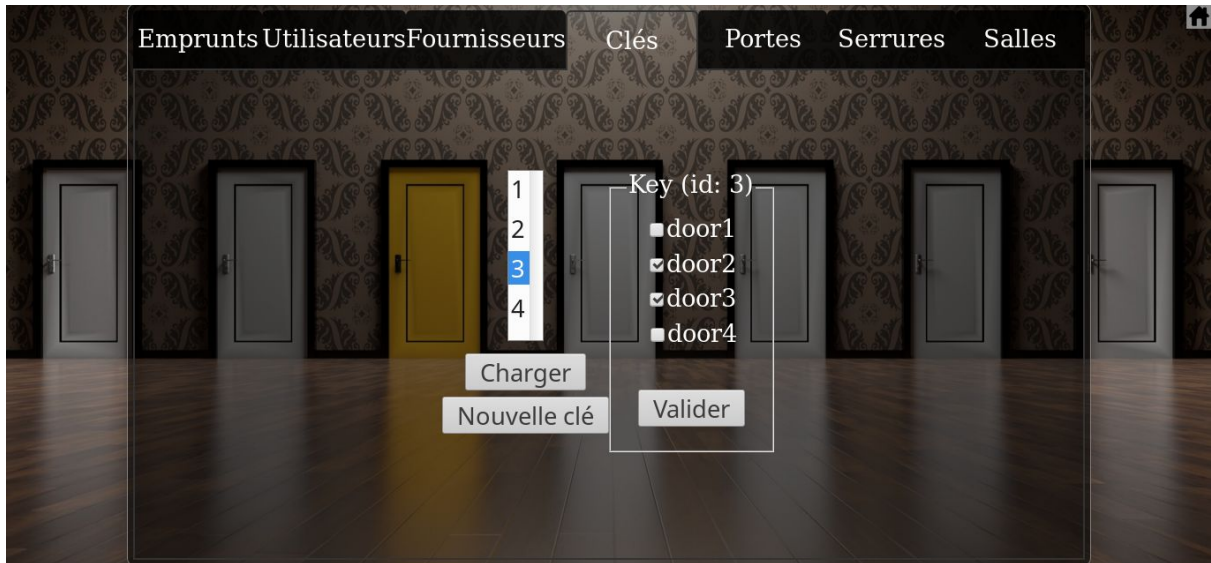 Emprunts Utilisateurs Fournisseurs Clés Portes Serrures Salles
1
2
3
4
Charger
Nouvelle clé
Key (id: 3)
door1
door2
door3
door4
Valider